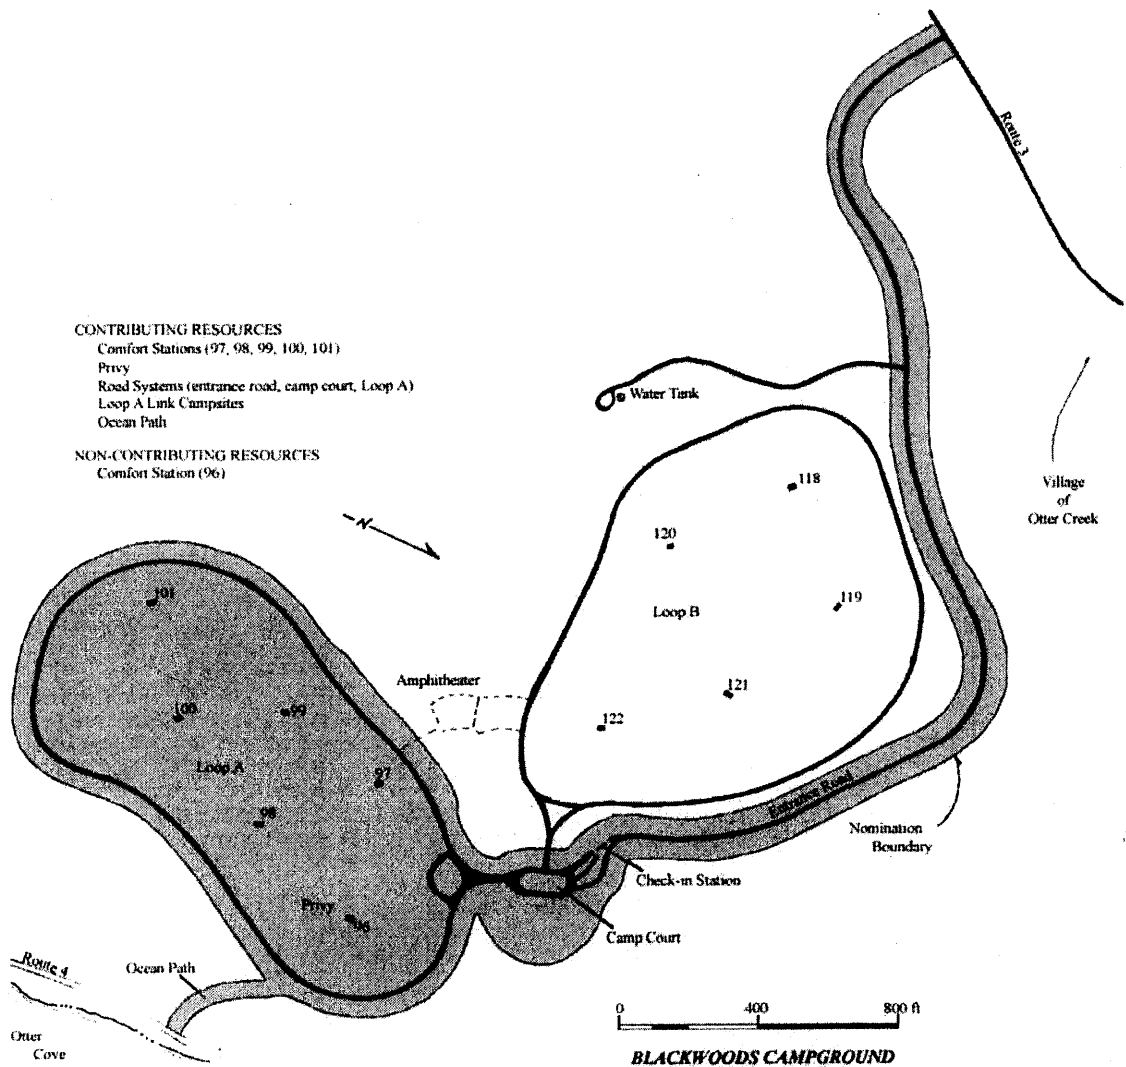 Route 3
CONTRIBUTING RESOURCES
Comfort Stations (97, 98, 99, 100, 101)
Privy
Road Systems (entrance road, camp court, Loop A)
Loop A Link Campsites
Ocean Path
NON-CONTRIBUTING RESOURCES
Comfort Station (96)
Water Tank
118
Village
of
Otter Creek
N
120
101
119
Loop B
Amphitheater
121
100
99
122
Loop A
97
Entrance Road
98
Nomination
Boundary
Check-in Station
Privy
96
Camp Court
Route 4
Ocean Path
Otter
Cove
0 400 800 ft
BLACKWOODS CAMPGROUND